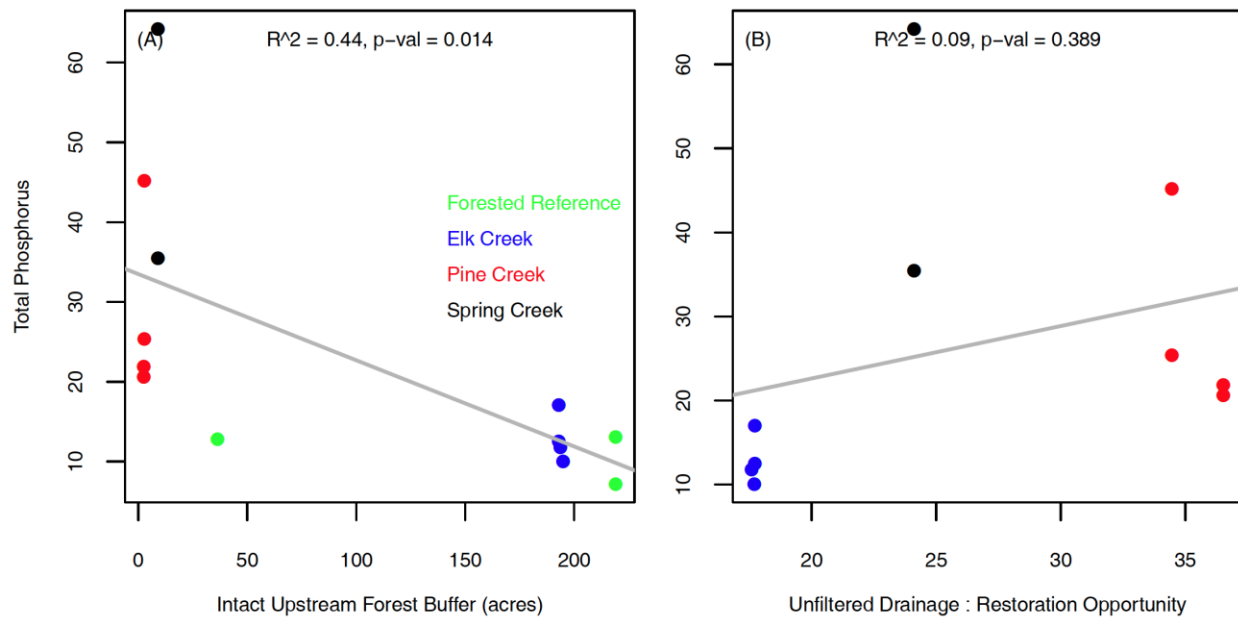 (A) R^2 = 0.44, p-val = 0.014
Total Phosphorus
60
50
40
30
20
10
Forested Reference
Elk Creek
Pine Creek
Spring Creek
0 50 100 150 200
Intact Upstream Forest Buffer (acres)
(B) R^2 = 0.09, p-val = 0.389
60
50
40
30
20
10
20 25 30 35
Unfiltered Drainage : Restoration Opportunity